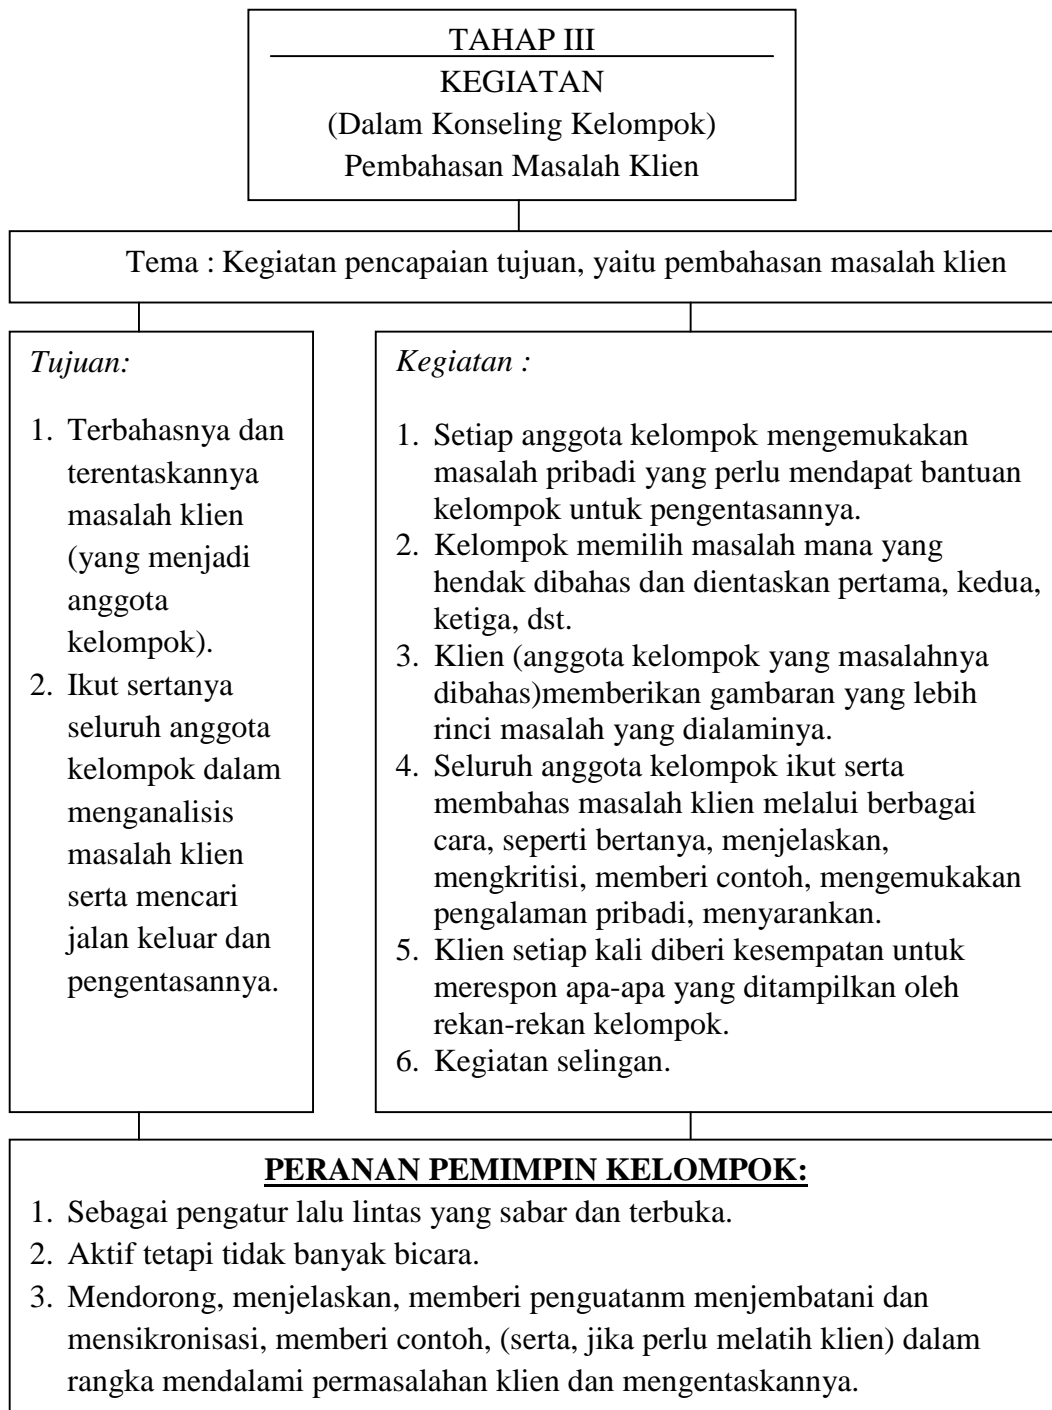 TAHAP III
KEGIATAN
(Dalam Konseling Kelompok)
Pembahasan Masalah Klien
Tema : Kegiatan pencapaian tujuan, yaitu pembahasan masalah klien
Tujuan:
1. Terbahasnya dan
terentaskannya
masalah klien
(yang menjadi
anggota
kelompok).
2. Ikut sertanya
seluruh anggota
kelompok dalam
menganalisis
masalah klien
serta mencari
jalan keluar dan
pengentasannya.
Kegiatan :
1. Setiap anggota kelompok mengemukakan
masalah pribadi yang perlu mendapat bantuan
kelompok untuk pengentasannya.
2. Kelompok memilih masalah mana yang
hendak dibahas dan dientaskan pertama, kedua,
ketiga, dst.
3. Klien (anggota kelompok yang masalahnya
dibahas)memberikan gambaran yang lebih
rinci masalah yang dialaminya.
4. Seluruh anggota kelompok ikut serta
membahas masalah klien melalui berbagai
cara, seperti bertanya, menjelaskan,
mengkritisi, memberi contoh, mengemukakan
pengalaman pribadi, menyarankan.
5. Klien setiap kali diberi kesempatan untuk
merespon apa-apa yang ditampilkan oleh
rekan-rekan kelompok.
6. Kegiatan selingan.
PERANAN PEMIMPIN KELOMPOK:
1. Sebagai pengatur lalu lintas yang sabar dan terbuka.
2. Aktif tetapi tidak banyak bicara.
3. Mendorong, menjelaskan, memberi penguatanm menjembatani dan
mensikronisasi, memberi contoh, (serta, jika perlu melatih klien) dalam
rangka mendalami permasalahan klien dan mengentaskannya.